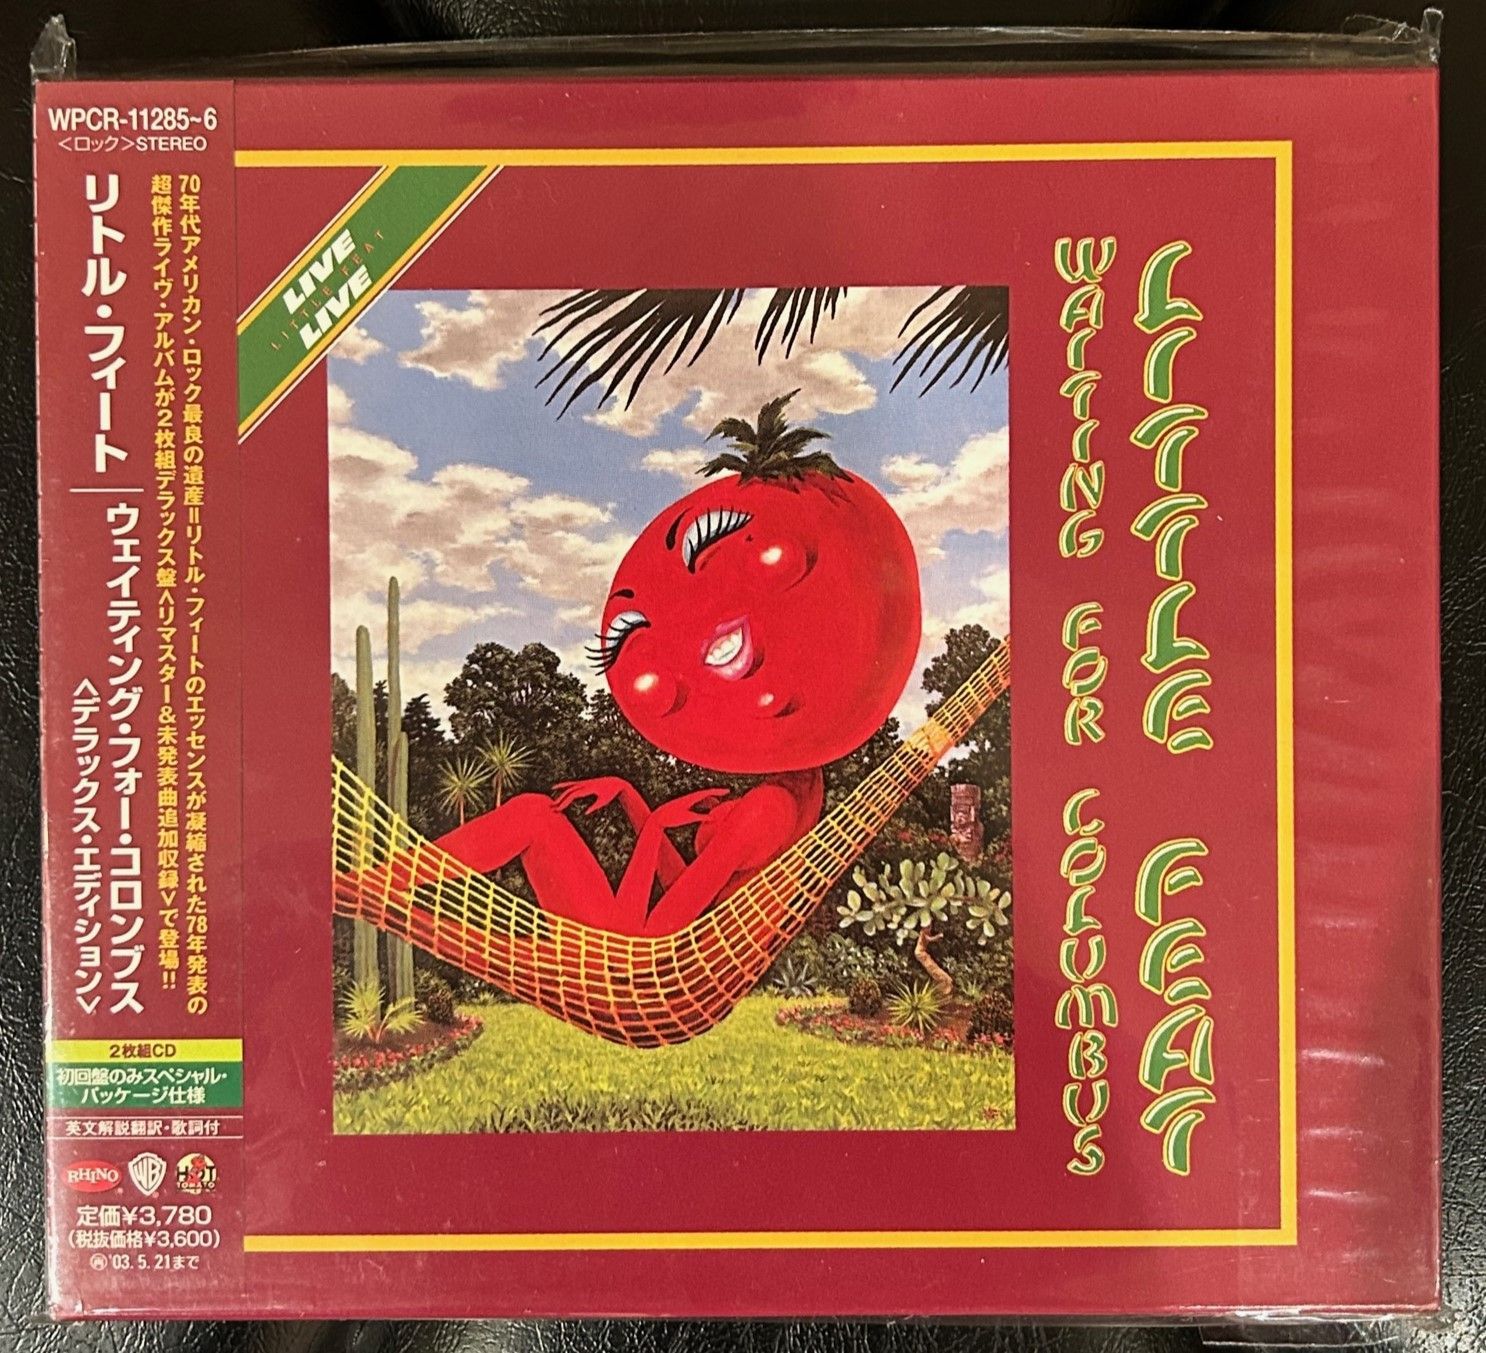 WPCR-11285~6
<ロック>STEREO
70年代アメリカン・ロック最良の遺産=リトル・フィートのエッセンスが凝縮された78年発表の
超傑作ライヴ・アルバムが2枚組デラックス盤<リマスター&未発表曲追加収録>で登場!!
リトル・フィート
ウェイティング・フォー・コロンブス
<デラックス・エディション>
2枚組CD
初回盤のみスペシャル・
パッケージ仕様
英文解説翻訳・歌詞付
RHINO
WB
HOT
TOMATO
定価¥3,780
(税抜価格¥3,600)
再'03.5.21まで
LIVE
LITTLE FEAT
LIVE
LITTLE FEAT
WAITING FOR COLUMBUS